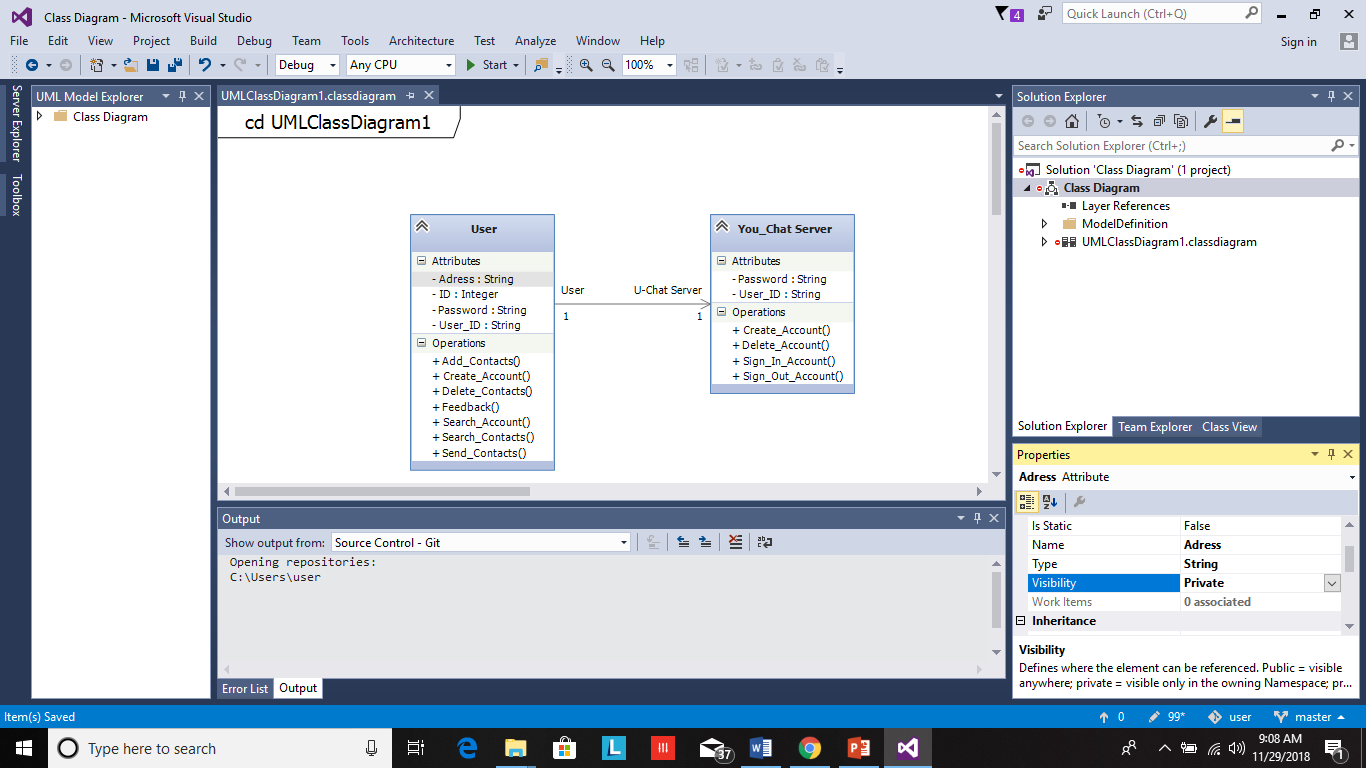 Class Diagram - Microsoft Visual Studio
4
Quick Launch (Ctrl+Q)
File Edit View Project Build Debug Team Tools Architecture Test Analyze Window Help
Sign in
Debug Any CPU Start 100%
Server Explorer
Toolbox
UML Model Explorer
Class Diagram
UMLClassDiagram1.classdiagram
cd UMLClassDiagram1
User
Attributes
- Adress : String
- ID : Integer
- Password : String
- User_ID : String
Operations
+ Add_Contacts()
+ Create_Account()
+ Delete_Contacts()
+ Feedback()
+ Search_Account()
+ Search_Contacts()
+ Send_Contacts()
User U-Chat Server
1 1
You_Chat Server
Attributes
- Password : String
- User_ID : String
Operations
+ Create_Account()
+ Delete_Account()
+ Sign_In_Account()
+ Sign_Out_Account()
Output
Show output from: Source Control - Git
Opening repositories:
C:\Users\user
Error List Output
Solution Explorer
Search Solution Explorer (Ctrl+;)
Solution 'Class Diagram' (1 project)
Class Diagram
Layer References
ModelDefinition
UMLClassDiagram1.classdiagram
Solution Explorer Team Explorer Class View
Properties
Adress Attribute
Is Static False
Name Adress
Type String
Visibility Private
Work Items 0 associated
Inheritance
Visibility
Defines where the element can be referenced. Public = visible
anywhere; private = visible only in the owning Namespace; pr...
Item(s) Saved
0 99* user master
Type here to search
37
9:08 AM
11/29/2018
1